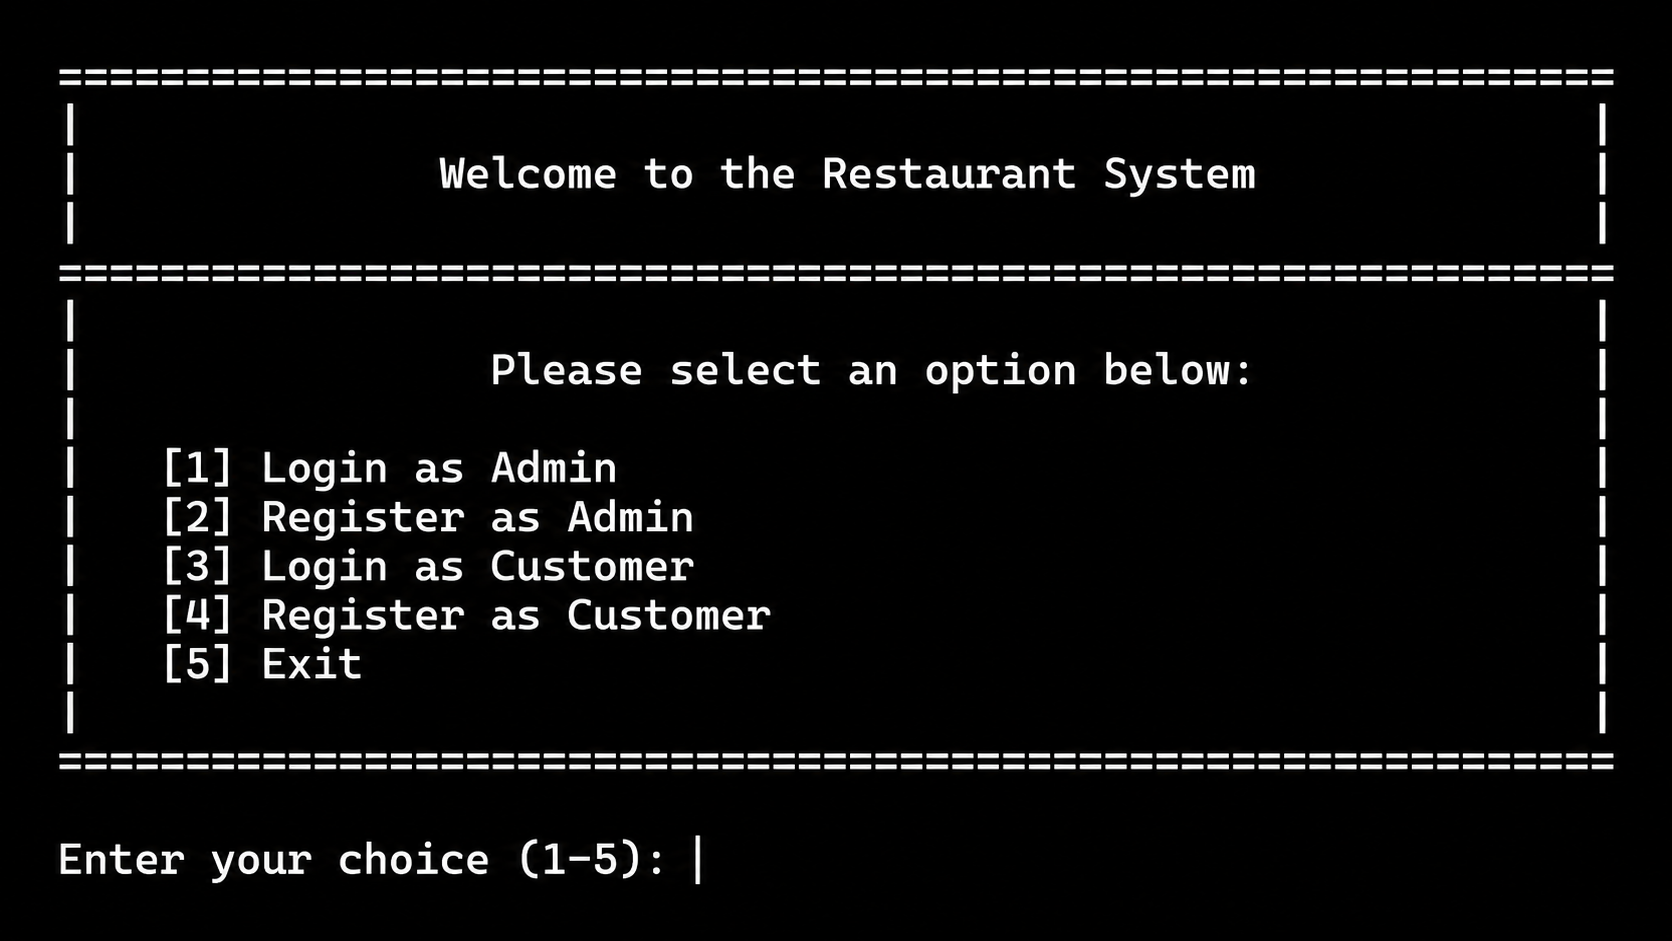 =============================================================
|                                                            |
|              Welcome to the Restaurant System              |
|                                                            |
=============================================================
|                                                            |
|                Please select an option below:              |
|                                                            |
|   [1] Login as Admin                                       |
|   [2] Register as Admin                                    |
|   [3] Login as Customer                                    |
|   [4] Register as Customer                                 |
|   [5] Exit                                                 |
|                                                            |
=============================================================
Enter your choice (1-5): |